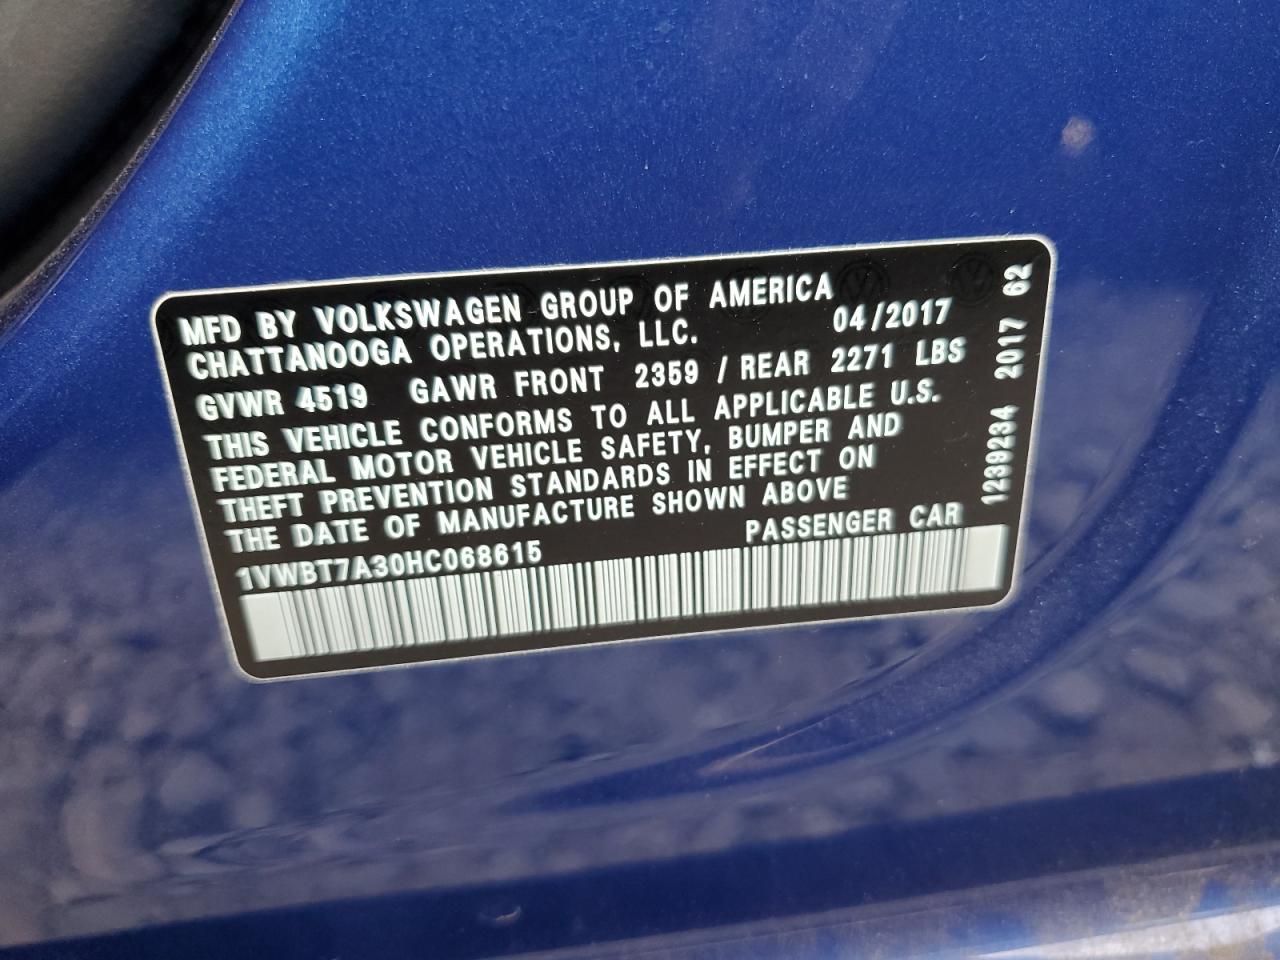 MFD BY VOLKSWAGEN GROUP OF AMERICA
CHATTANOOGA OPERATIONS, LLC. 04/2017
GVWR 4519 GAWR FRONT 2359 / REAR 2271 LBS
THIS VEHICLE CONFORMS TO ALL APPLICABLE U.S.
FEDERAL MOTOR VEHICLE SAFETY, BUMPER AND
THEFT PREVENTION STANDARDS IN EFFECT ON
THE DATE OF MANUFACTURE SHOWN ABOVE
1VWBT7A30HC068615 PASSENGER CAR
1239234 2017 62